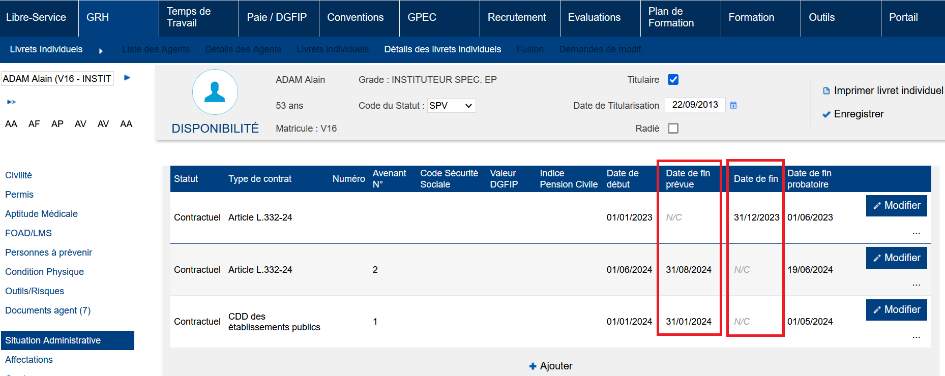 Libre-Service GRH Temps de Travail Paie / DGFIP Conventions GPEC Recrutement Evaluations Plan de Formation Formation Outils Portail
Livrets Individuels Liste des Agents Détails des Agents Livrets Individuels Détails des livrets individuels Fusion Demandes de modif.
ADAM Alain (V16 - INSTIT
AA AF AP AV AV AA
DISPONIBILITÉ
ADAM Alain Grade : INSTITUTEUR SPEC. EP Titulaire
53 ans Code du Statut : SPV Date de Titularisation 22/09/2013
Matricule : V16 Radié
Imprimer livret individuel
Enregistrer
Civilité
Permis
Aptitude Médicale
FOAD/LMS
Personnes à prévenir
Condition Physique
Outils/Risques
Documents agent (7)
Situation Administrative
Affectations
Statut Type de contrat Numéro Avenant N° Code Sécurité Sociale Valeur DGFIP Indice Pension Civile Date de début Date de fin prévue Date de fin Date de fin probatoire
Contractuel Article L.332-24 01/01/2023 N/C 31/12/2023 01/06/2023 Modifier
...
Contractuel Article L.332-24 2 01/06/2024 31/08/2024 N/C 19/06/2024 Modifier
...
Contractuel CDD des établissements publics 1 01/01/2024 31/01/2024 N/C 01/05/2024 Modifier
...
Ajouter